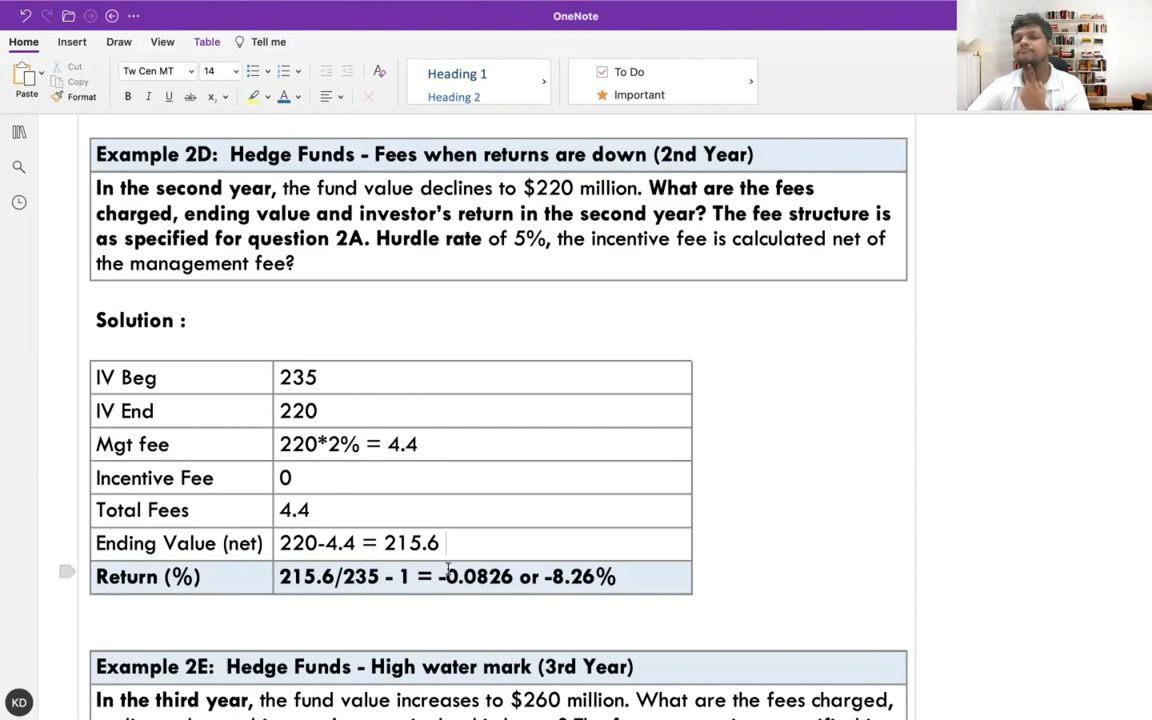 OneNote
Home Insert Draw View Table Tell me
Paste
Cut
Copy
Format
Tw Cen MT 14
B I U ab x₂ A
Heading 1
Heading 2
To Do
Important
Example 2D: Hedge Funds - Fees when returns are down (2nd Year)
In the second year, the fund value declines to $220 million. What are the fees
charged, ending value and investor's return in the second year? The fee structure is
as specified for question 2A. Hurdle rate of 5%, the incentive fee is calculated net of
the management fee?
Solution :
IV Beg 235
IV End 220
Mgt fee 220*2% = 4.4
Incentive Fee 0
Total Fees 4.4
Ending Value (net) 220-4.4 = 215.6
Return (%) 215.6/235 - 1 = -0.0826 or -8.26%
Example 2E: Hedge Funds - High water mark (3rd Year)
In the third year, the fund value increases to $260 million. What are the fees charged,
KD